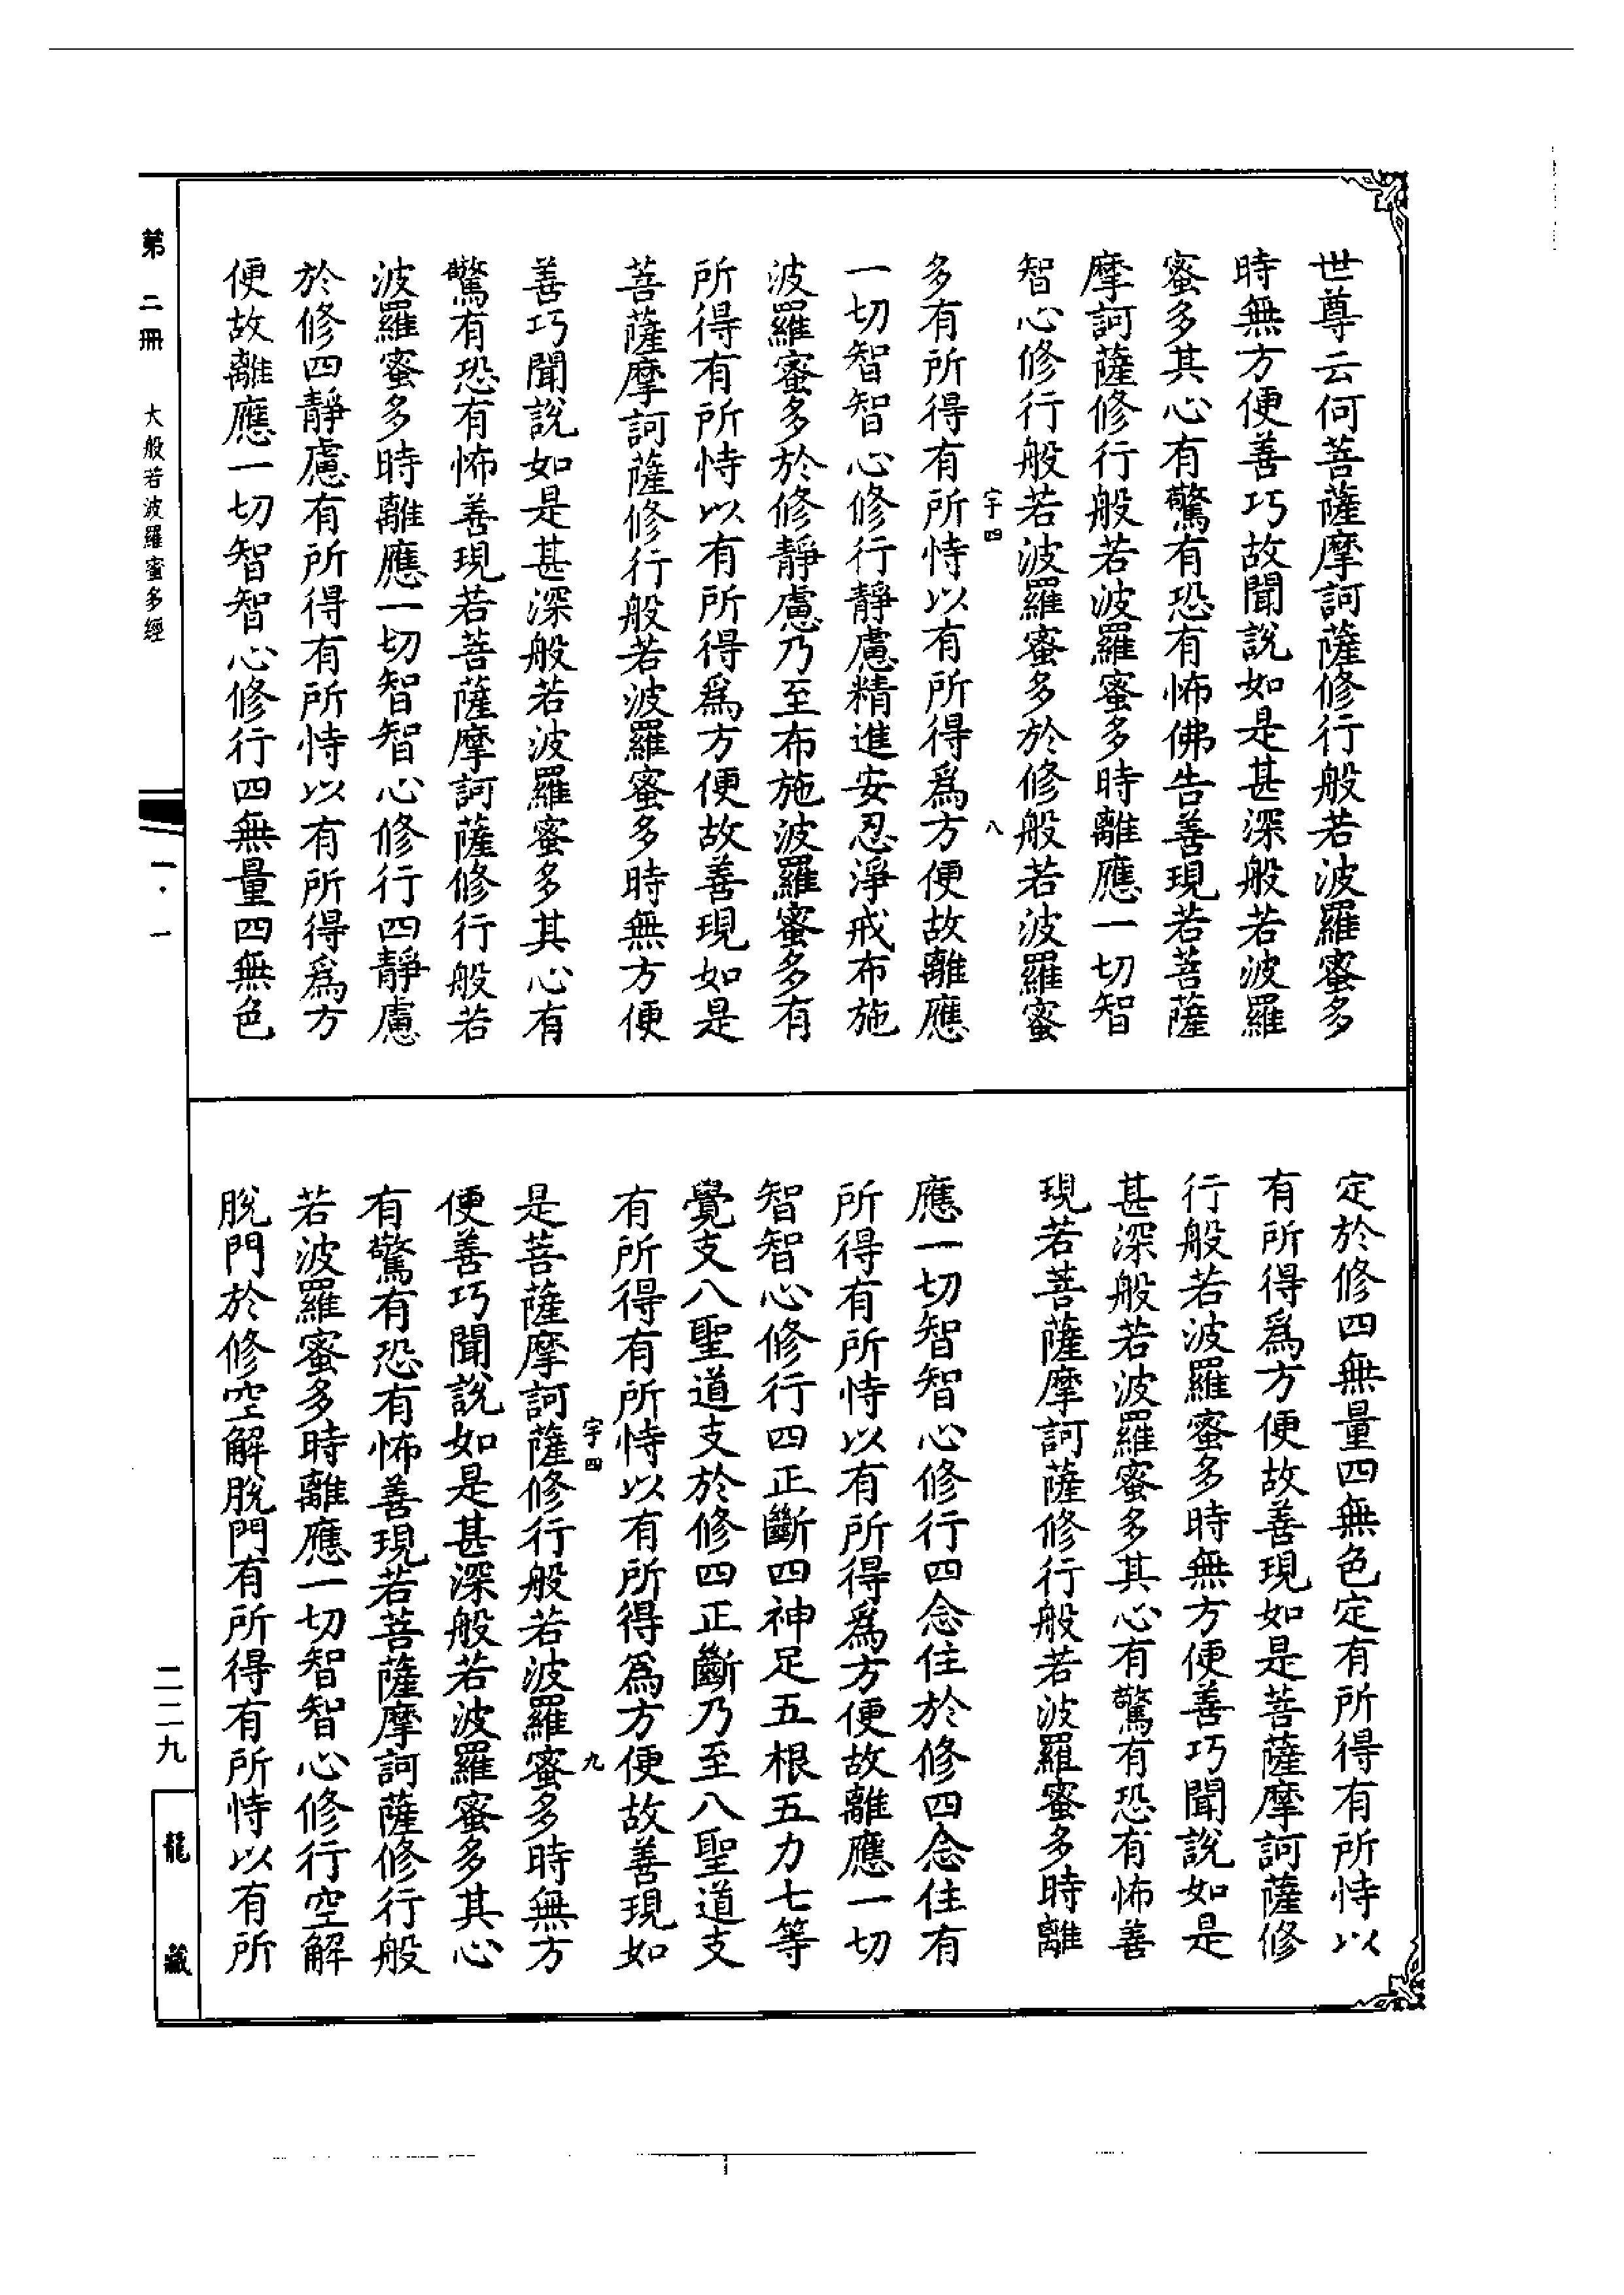 世尊云何菩薩摩訶薩修行般若波羅蜜多
時無方便善巧故聞說如是甚深般若波羅
蜜多其心有驚有恐有怖佛告善現若菩薩
摩訶薩修行般若波羅蜜多時離應一切智
智心修行般若波羅蜜多於修般若波羅蜜
宇四 八
多有所得有所恃以有所得爲方便故離應
一切智智心修行靜慮精進安忍淨戒布施
波羅蜜多於修靜慮乃至布施波羅蜜多有
所得有所恃以有所得爲方便故善現如是
菩薩摩訶薩修行般若波羅蜜多時無方便
善巧聞說如是甚深般若波羅蜜多其心有
驚有恐有怖善現若菩薩摩訶薩修行般若
波羅蜜多時離應一切智智心修行四靜慮
於修四靜慮有所得有所恃以有所得爲方
便故離應一切智智心修行四無量四無色
定於修四無量四無色定有所得有所恃以
有所得爲方便故善現如是菩薩摩訶薩修
行般若波羅蜜多時無方便善巧聞說如是
甚深般若波羅蜜多其心有驚有恐有怖善
現若菩薩摩訶薩修行般若波羅蜜多時離
應一切智智心修行四念住於修四念住有
所得有所恃以有所得爲方便故離應一切
智智心修行四正斷四神足五根五力七等
覺支八聖道支於修四正斷乃至八聖道支
有所得有所恃以有所得爲方便故善現如
宇四 九
是菩薩摩訶薩修行般若波羅蜜多時無方
便善巧聞說如是甚深般若波羅蜜多其心
有驚有恐有怖善現若菩薩摩訶薩修行般
若波羅蜜多時離應一切智智心修行空解
脫門於修空解脫門有所得有所恃以有所
第二冊 大般若波羅蜜多經 一·一
二二九 龍藏